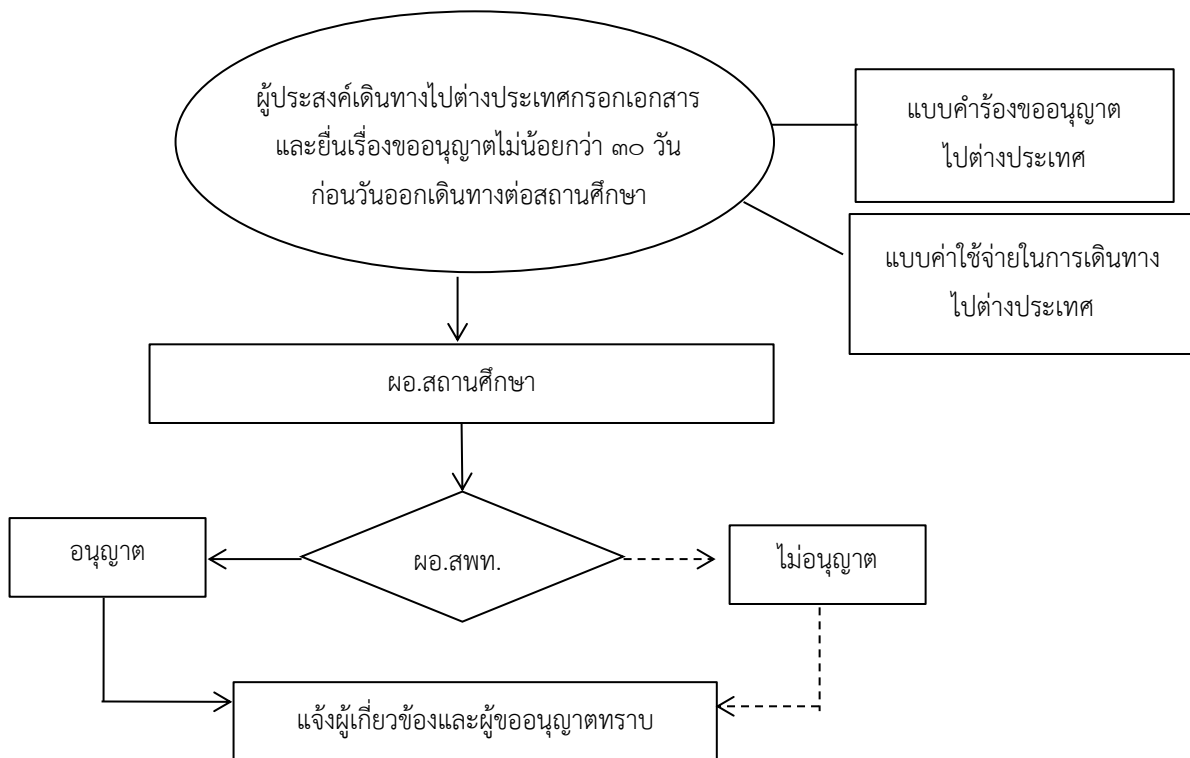 ผู้ประสงค์เดินทางไปต่างประเทศกรอกเอกสาร
และยื่นเรื่องขออนุญาตไม่น้อยกว่า ๓๐ วัน
ก่อนวันออกเดินทางต่อสถานศึกษา
แบบคำร้องขออนุญาต
ไปต่างประเทศ
แบบค่าใช้จ่ายในการเดินทาง
ไปต่างประเทศ
ผอ.สถานศึกษา
อนุญาต
ผอ.สพท.
ไม่อนุญาต
แจ้งผู้เกี่ยวข้องและผู้ขออนุญาตทราบ